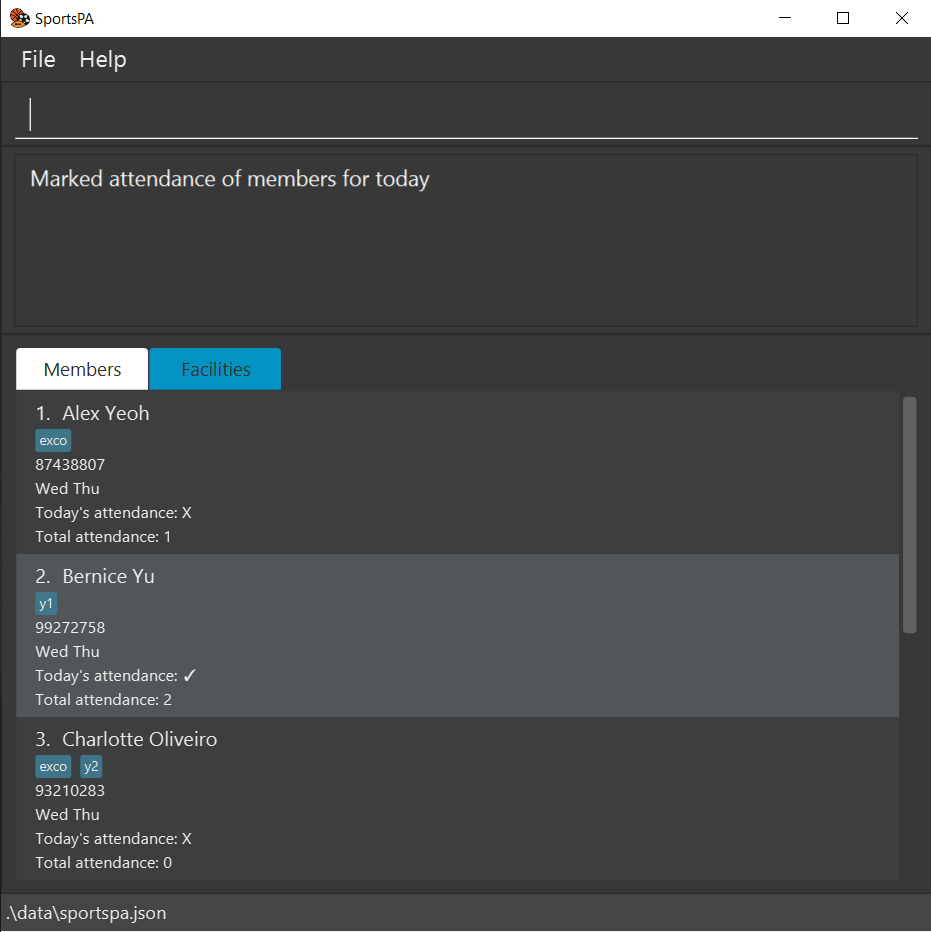 SportsPA
File Help
Marked attendance of members for today
Members Facilities
1. Alex Yeoh
exco
87438807
Wed Thu
Today's attendance: X
Total attendance: 1
2. Bernice Yu
y1
99272758
Wed Thu
Today's attendance: ✓
Total attendance: 2
3. Charlotte Oliveiro
exco y2
93210283
Wed Thu
Today's attendance: X
Total attendance: 0
.\data\sportspa.json